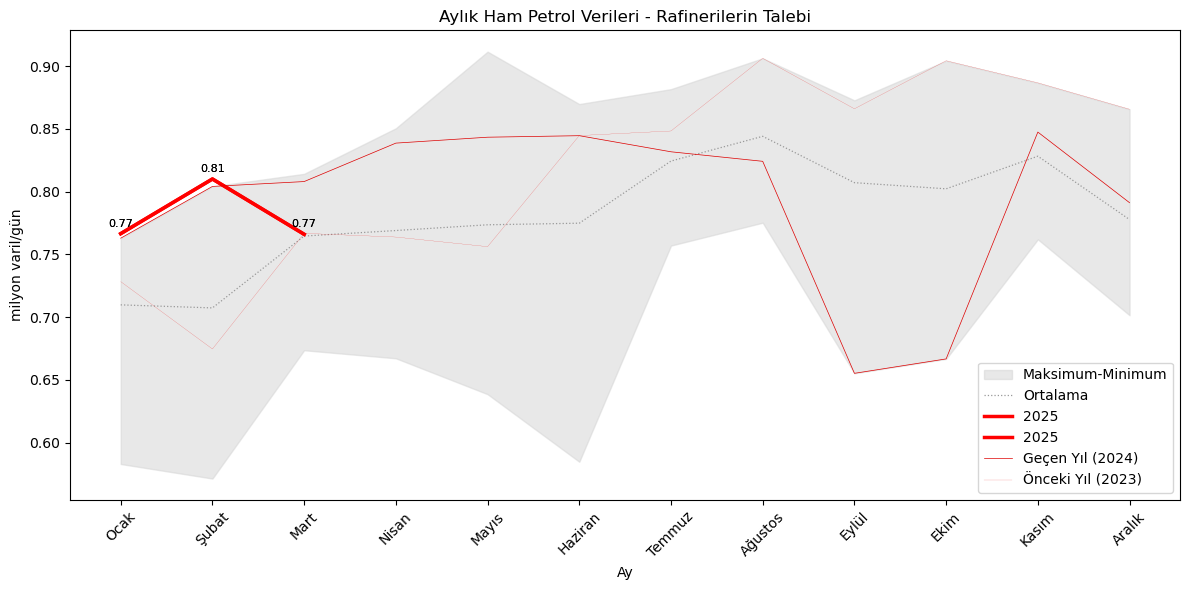 Aylık Ham Petrol Verileri - Rafinerilerin Talebi
milyon varil/gün
0.90
0.85
0.80
0.75
0.70
0.65
0.60
0.77
0.81
0.77
Maksimum-Minimum
Ortalama
2025
2025
Geçen Yıl (2024)
Önceki Yıl (2023)
Ocak
Şubat
Mart
Nisan
Mayıs
Haziran
Temmuz
Ağustos
Eylül
Ekim
Kasım
Aralık
Ay